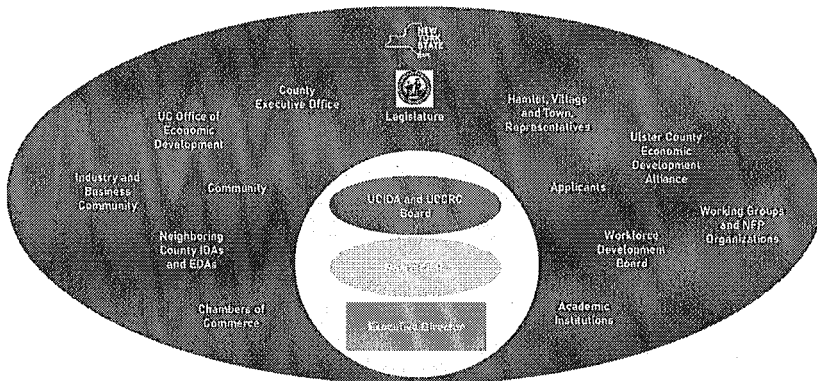 NEW
YORK
STATE
County
Executive Office
Legislature
Hamlet, Village
and Town,
Representatives
UC Office of
Economic
Development
Ulster County
Economic
Development
Alliance
Industry and
Business
Community
Community
Applicants
UCIDA and UCCRC
Board
Working Groups
and NFP
Organizations
Neighboring
County IDAs
and EDAs
Workforce
Development
Board
Chambers of
Commerce
Executive Director
Academic
Institutions